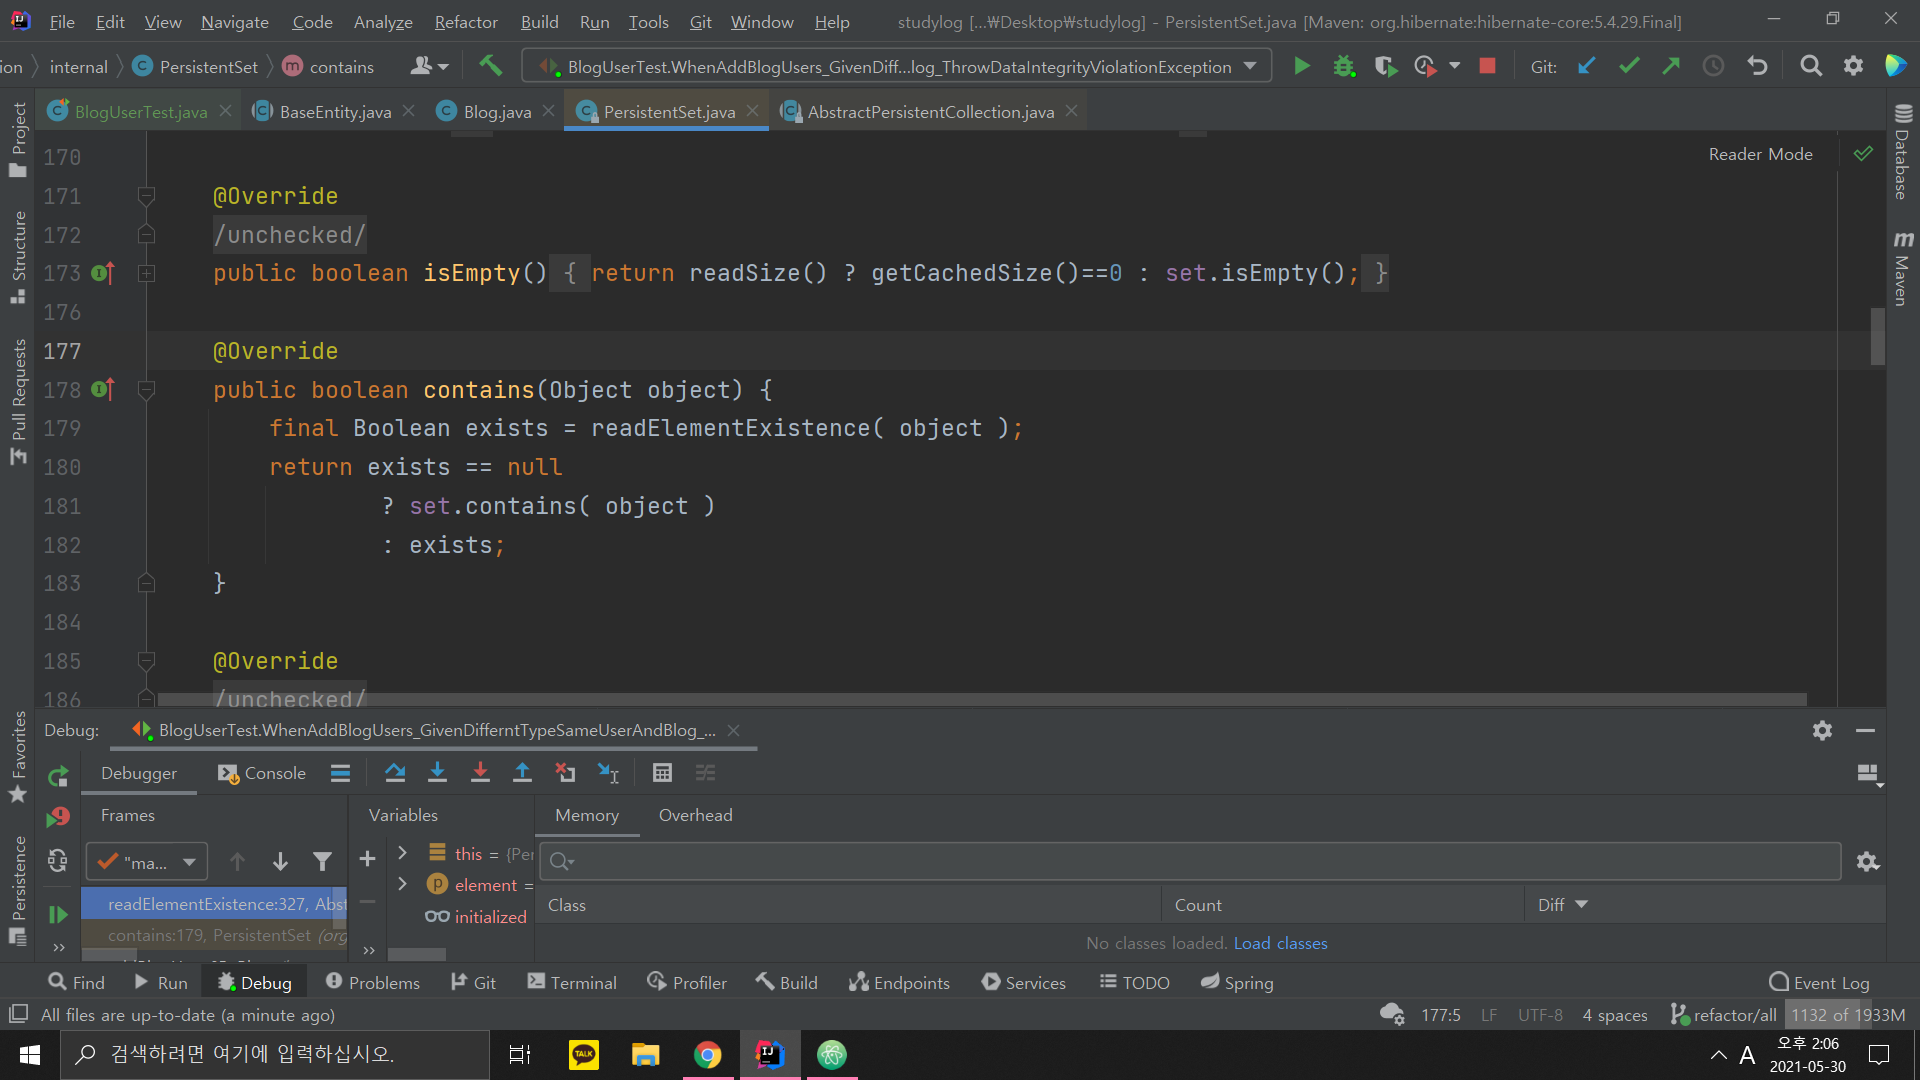 File Edit View Navigate Code Analyze Refactor Build Run Tools Git Window Help studylog [...₩Desktop₩studylog] - PersistentSet.java [Maven: org.hibernate:hibernate-core:5.4.29.Final]
ion internal PersistentSet contains BlogUserTest.WhenAddBlogUsers_GivenDiff...log_ThrowDataIntegrityViolationException Git:
BlogUserTest.java BaseEntity.java Blog.java PersistentSet.java AbstractPersistentCollection.java
Reader Mode
170
171 @Override
172 /unchecked/
173 public boolean isEmpty() { return readSize() ? getCachedSize()==0 : set.isEmpty(); }
176
177 @Override
178 public boolean contains(Object object) {
179 final Boolean exists = readElementExistence( object );
180 return exists == null
181 ? set.contains( object )
182 : exists;
183 }
184
185 @Override
186 /unchecked/
Project
Structure
Pull Requests
Favorites
Persistence
Database
Maven
Debug: BlogUserTest.WhenAddBlogUsers_GivenDifferntTypeSameUserAndBlog_...
Debugger Console
Frames Variables Memory Overhead
"ma... this = {Per
readElementExistence:327, Abst element =
contains:179, PersistentSet (org initialized
Class Count Diff
No classes loaded. Load classes
Find Run Debug Problems Git Terminal Profiler Build Endpoints Services TODO Spring Event Log
All files are up-to-date (a minute ago) 177:5 LF UTF-8 4 spaces refactor/all 1132 of 1933M
검색하려면 여기에 입력하십시오. TALK A 오후 2:06
2021-05-30